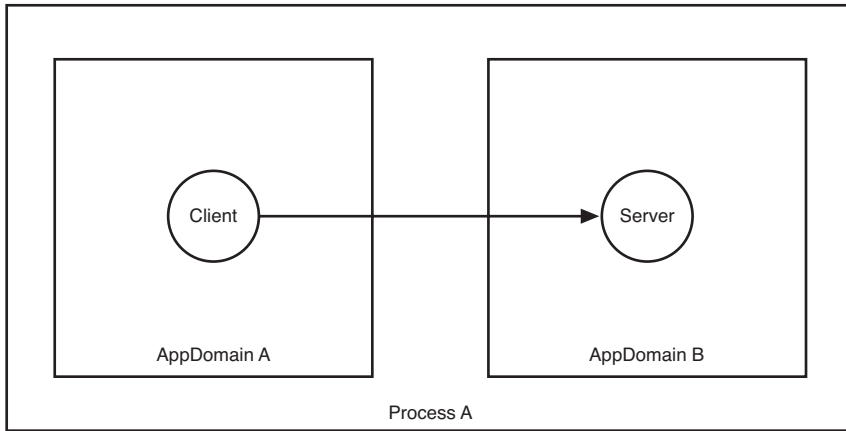 Client
Server
AppDomain A
AppDomain B
Process A